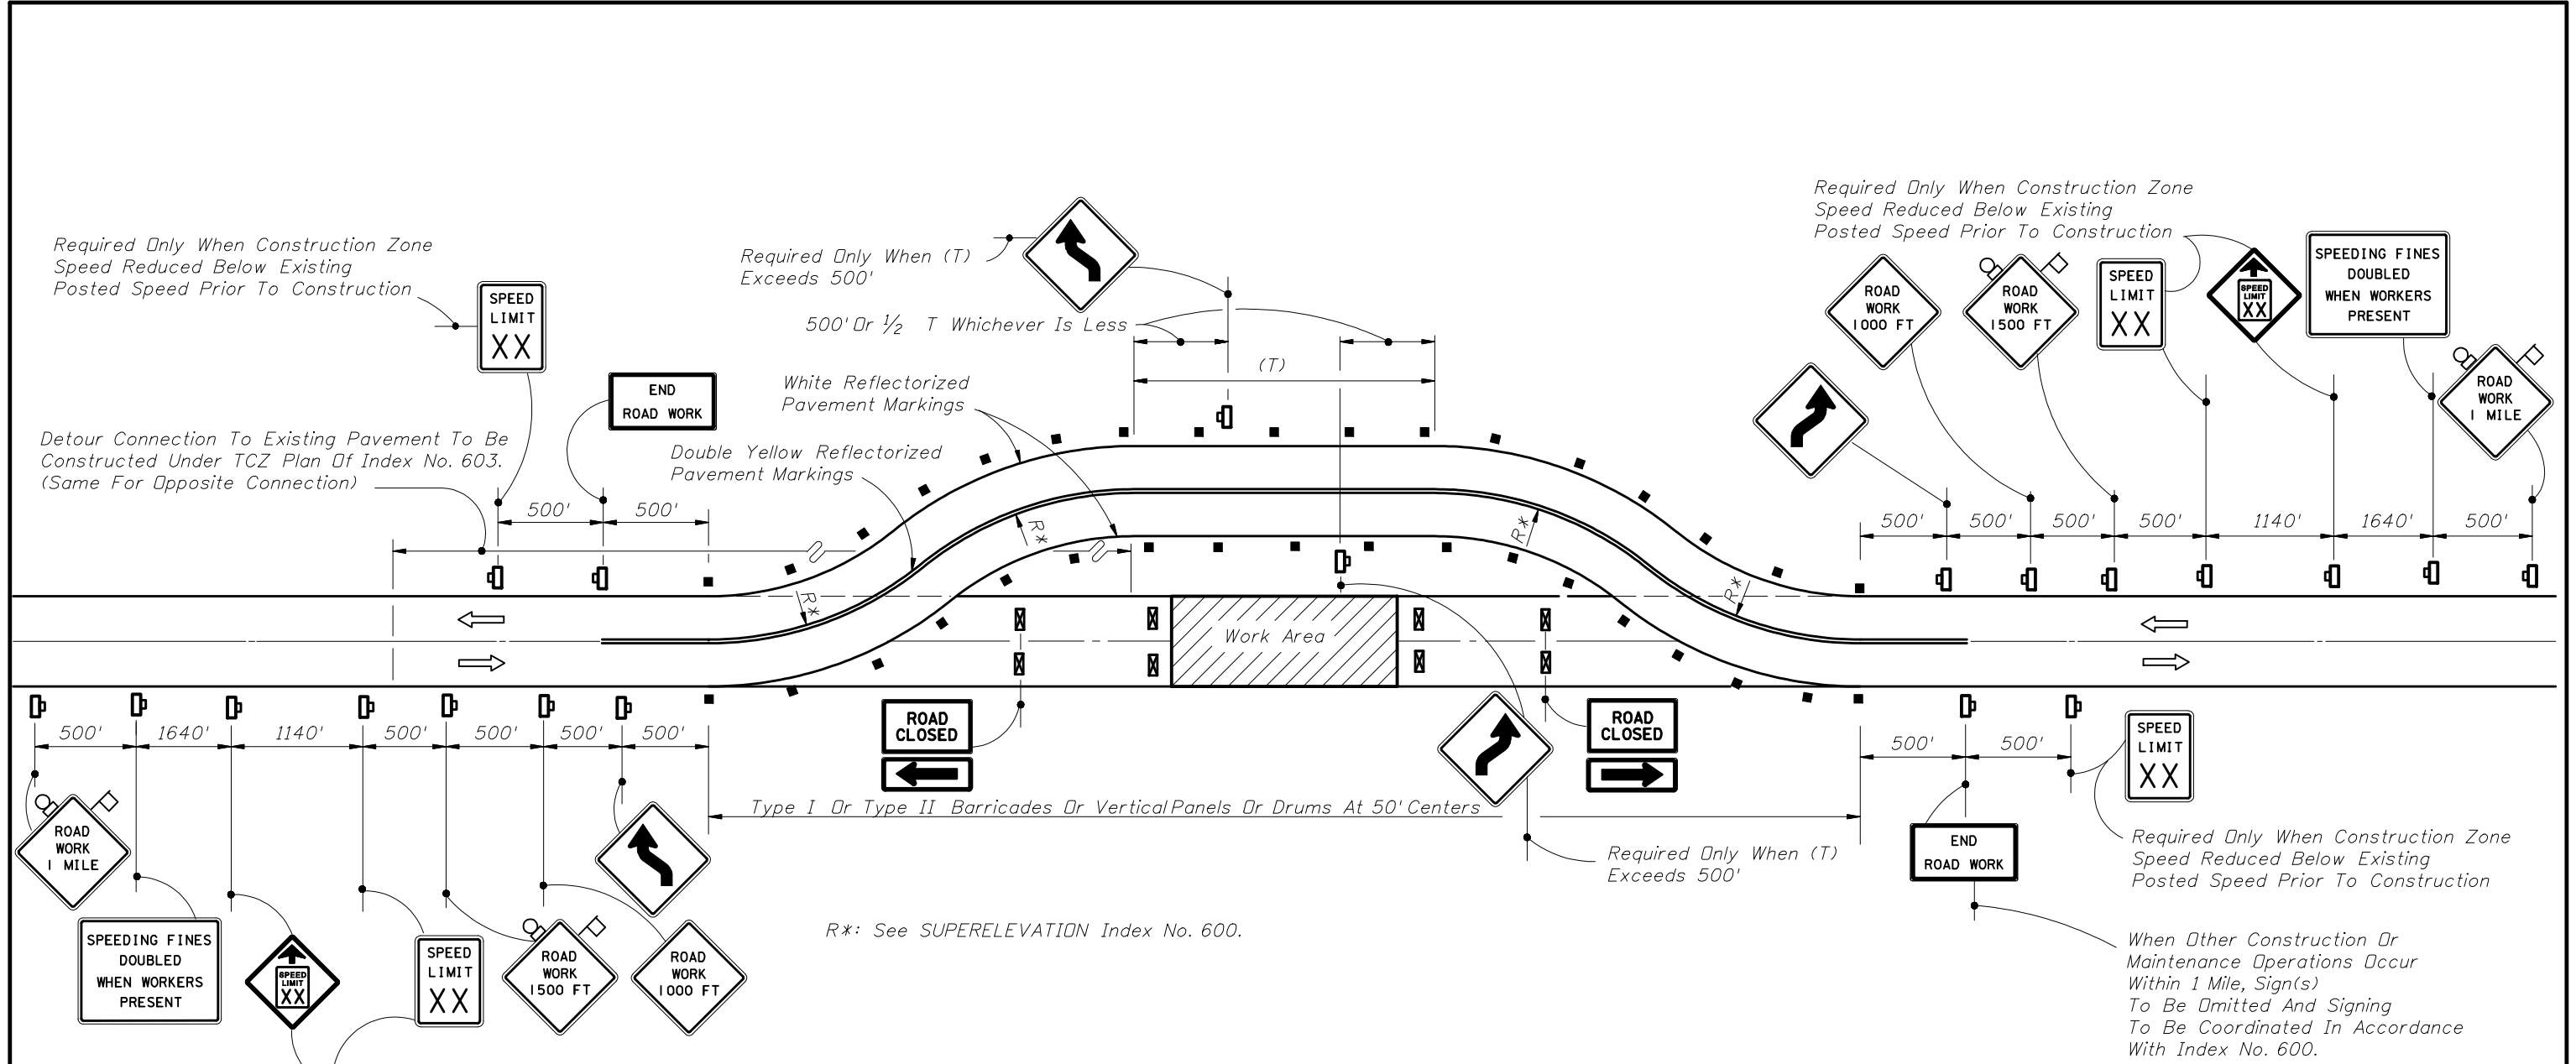 Required Only When Construction Zone
Speed Reduced Below Existing
Posted Speed Prior To Construction
SPEED
LIMIT
XX
END
ROAD WORK
Detour Connection To Existing Pavement To Be
Constructed Under TCZ Plan Of Index No. 603.
(Same For Opposite Connection)
500'
500'
Required Only When (T)
Exceeds 500'
500' Or 1/2 T Whichever Is Less
(T)
White Reflectorized
Pavement Markings
Double Yellow Reflectorized
Pavement Markings
R*
R*
R*
R*
Required Only When Construction Zone
Speed Reduced Below Existing
Posted Speed Prior To Construction
ROAD
WORK
1000 FT
ROAD
WORK
1500 FT
SPEED
LIMIT
XX
SPEED
LIMIT
XX
SPEEDING FINES
DOUBLED
WHEN WORKERS
PRESENT
ROAD
WORK
1 MILE
500'
500'
500'
500'
1140'
1640'
500'
Work Area
500'
1640'
1140'
500'
500'
500'
500'
ROAD
CLOSED
ROAD
CLOSED
500'
500'
SPEED
LIMIT
XX
Type I Or Type II Barricades Or Vertical Panels Or Drums At 50' Centers
ROAD
WORK
1 MILE
SPEEDING FINES
DOUBLED
WHEN WORKERS
PRESENT
SPEED
LIMIT
XX
SPEED
LIMIT
XX
ROAD
WORK
1500 FT
ROAD
WORK
1000 FT
R*: See SUPERELEVATION Index No. 600.
Required Only When (T)
Exceeds 500'
END
ROAD WORK
Required Only When Construction Zone
Speed Reduced Below Existing
Posted Speed Prior To Construction
When Other Construction Or
Maintenance Operations Occur
Within 1 Mile, Sign(s)
To Be Omitted And Signing
To Be Coordinated In Accordance
With Index No. 600.